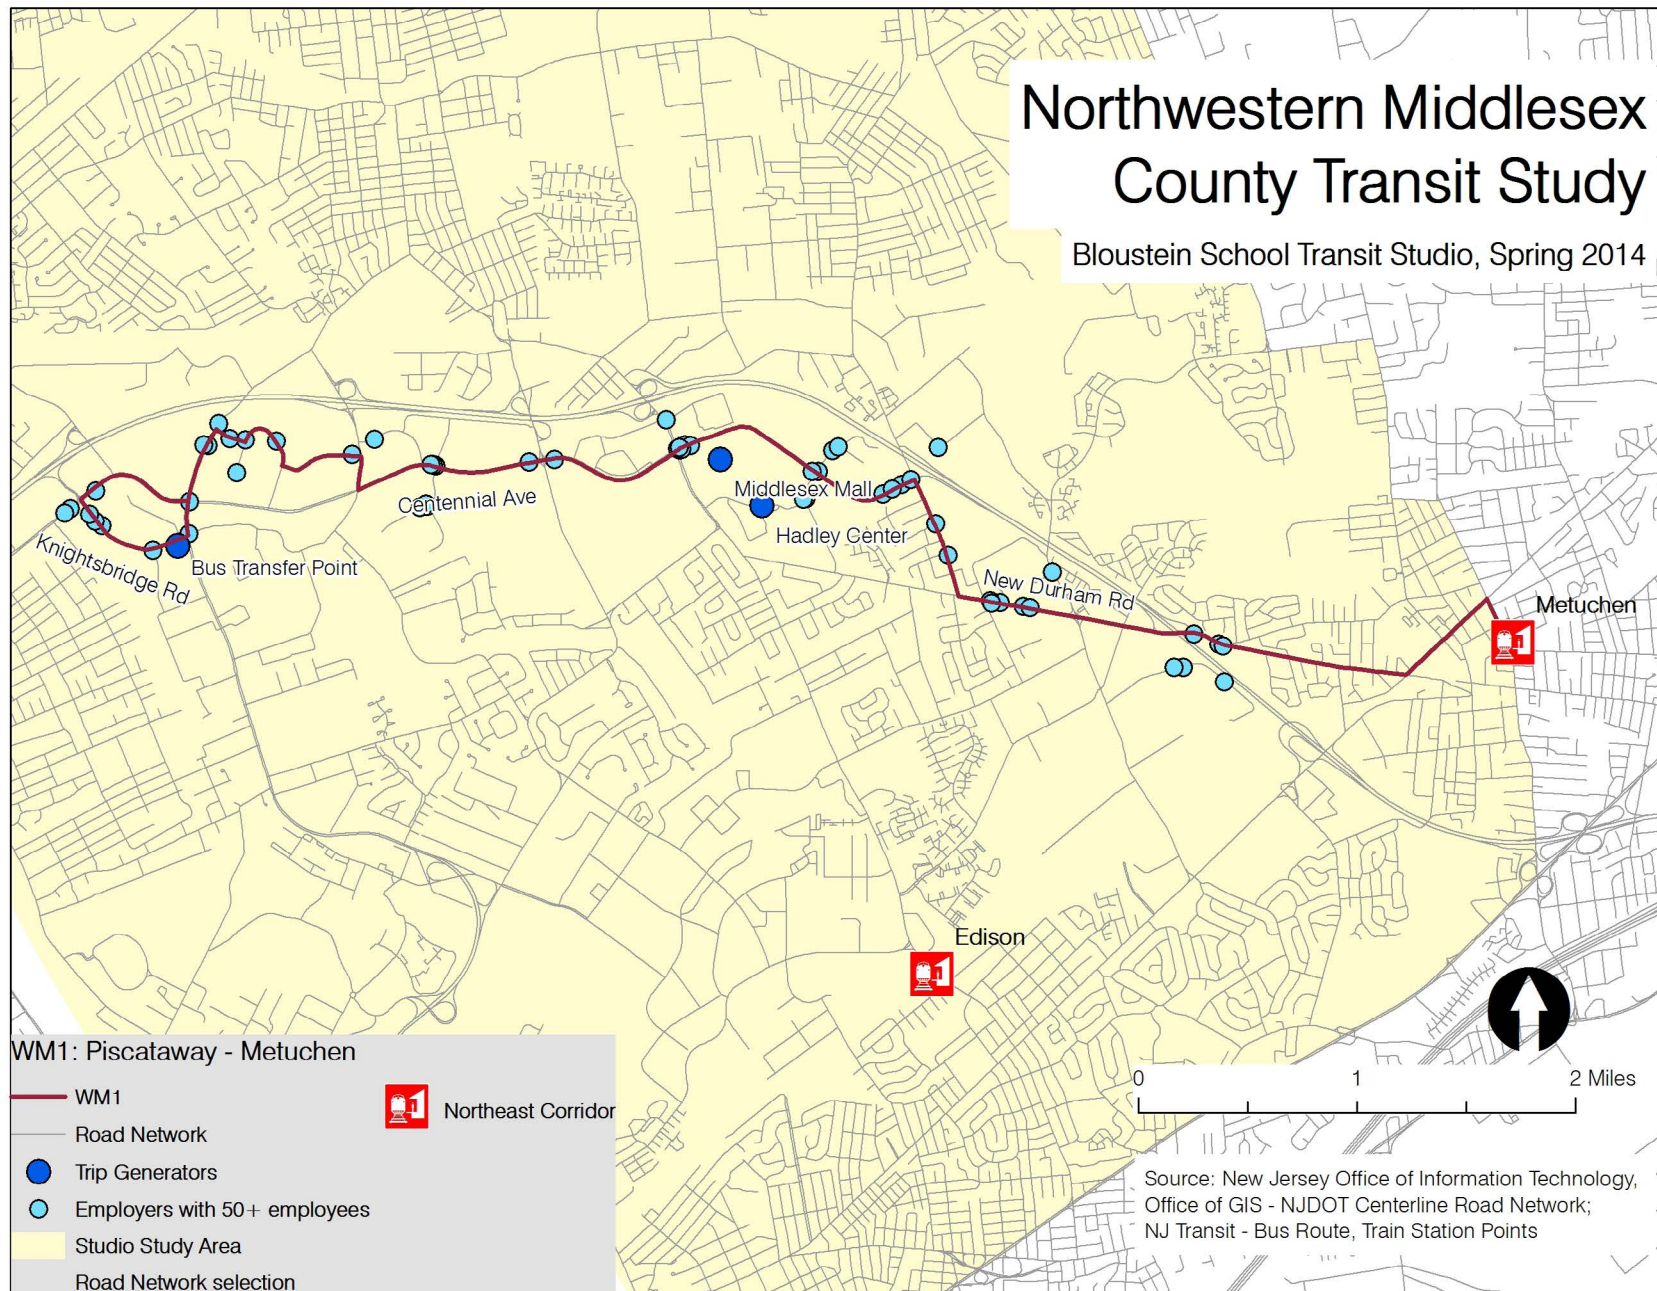 Northwestern Middlesex
County Transit Study
Bloustein School Transit Studio, Spring 2014
Centennial Ave
Middlesex Mall
Hadley Center
Knightsbridge Rd
Bus Transfer Point
New Durham Rd
Metuchen
Edison
WM1: Piscataway - Metuchen
WM1
Northeast Corridor
Road Network
Trip Generators
Employers with 50+ employees
Studio Study Area
Road Network selection
0 1 2 Miles
Source: New Jersey Office of Information Technology,
Office of GIS - NJDOT Centerline Road Network;
NJ Transit - Bus Route, Train Station Points